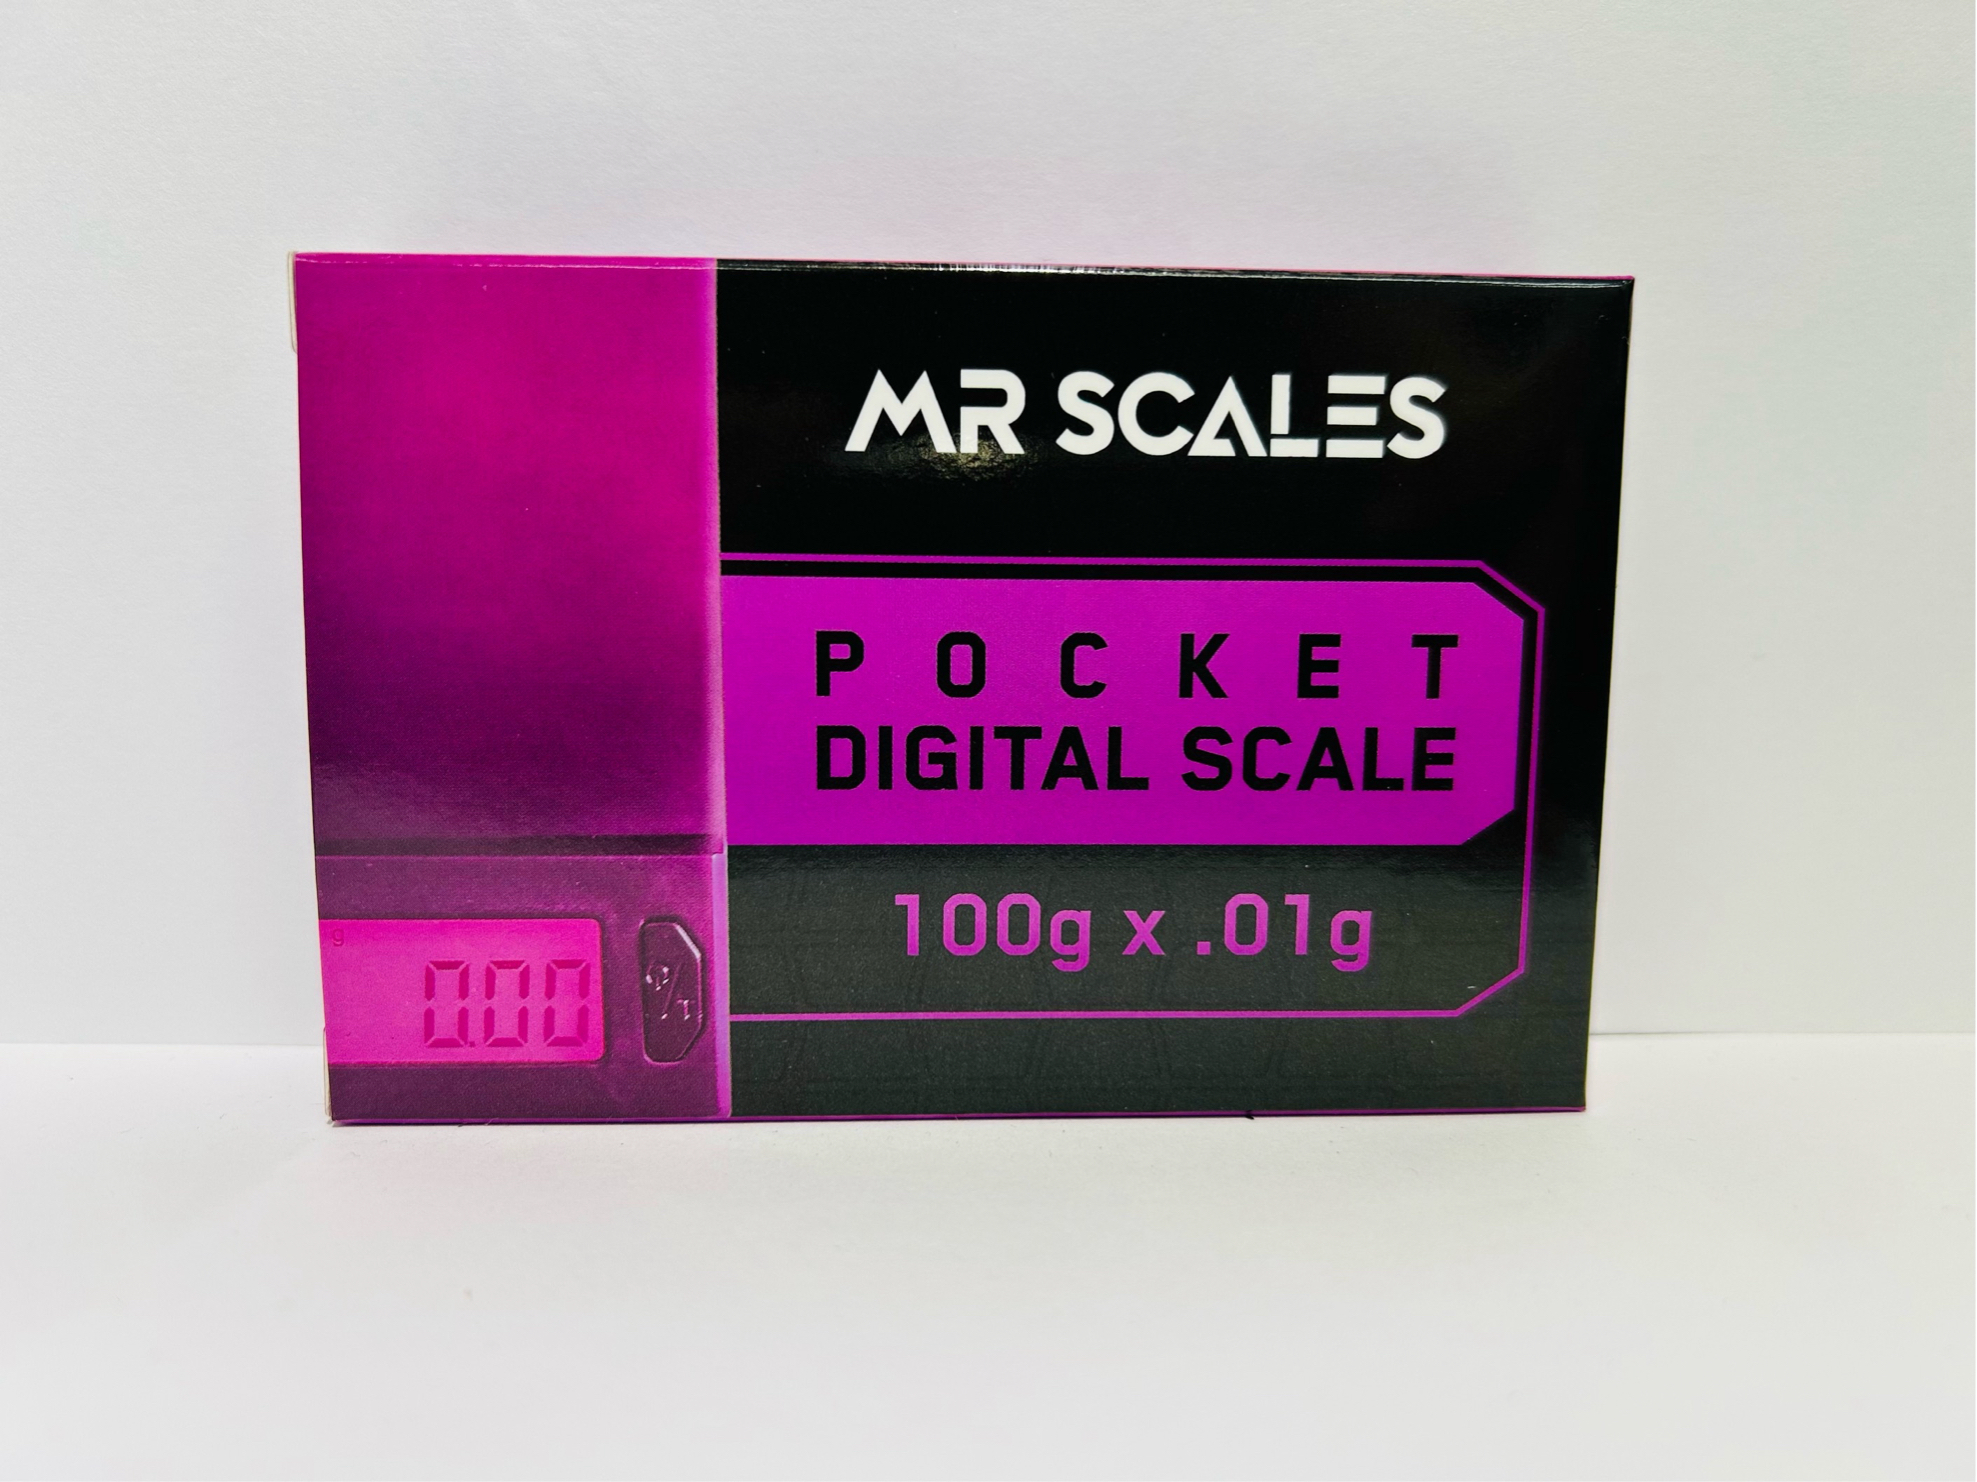 MR SCALES
POCKET
DIGITAL SCALE
100g x .01g
g
0.00
T